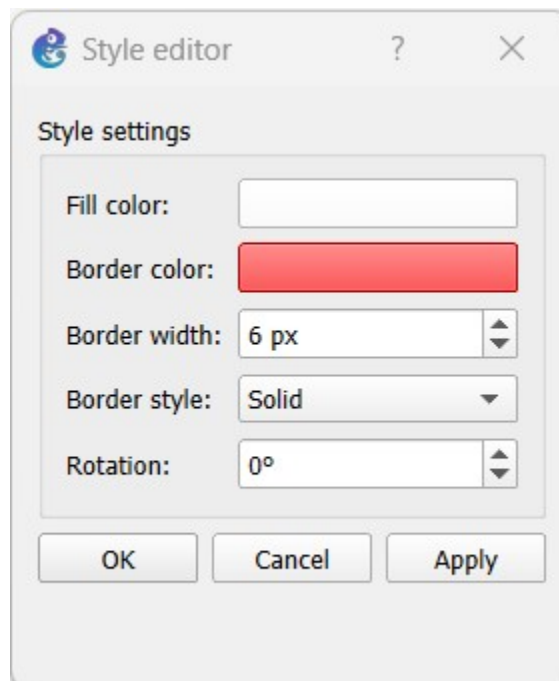 Style editor ?
Style settings
Fill color:
Border color:
Border width: 6 px
Border style: Solid
Rotation: 0º
OK Cancel Apply